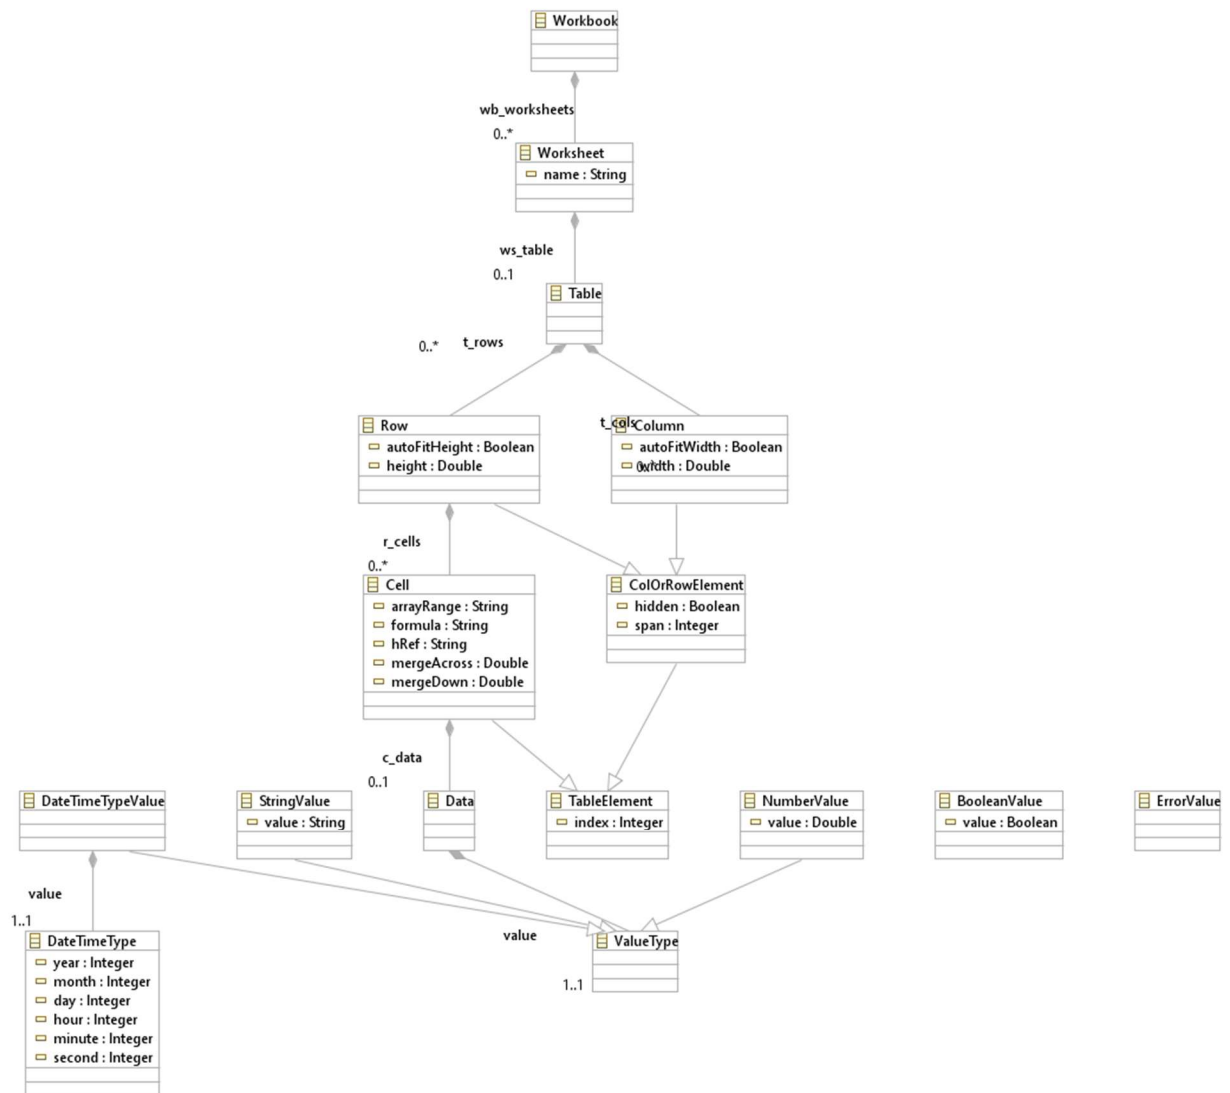 Workbook
wb_worksheets
0..*
Worksheet
name : String
ws_table
0..1
Table
0..*
t_rows
Row
autoFitHeight : Boolean
height : Double
t_cols
Column
autoFitWidth : Boolean
0..*
width : Double
r_cells
0..*
Cell
arrayRange : String
formula : String
hRef : String
mergeAcross : Double
mergeDown : Double
ColOrRowElement
hidden : Boolean
span : Integer
c_data
0..1
DateTimeTypeValue
StringValue
value : String
Data
TableElement
index : Integer
NumberValue
value : Double
BooleanValue
value : Boolean
ErrorValue
value
1..1
DateTimeType
year : Integer
month : Integer
day : Integer
hour : Integer
minute : Integer
second : Integer
value
ValueType
1..1